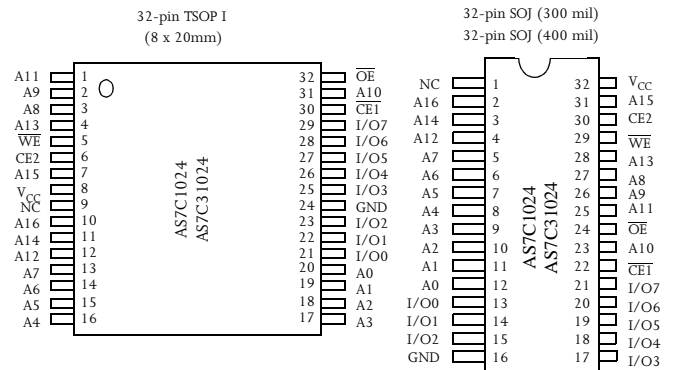 32-pin TSOP I
(8 x 20mm)
A11 1 32 OE
A9 2 31 A10
A8 3 30 CE1
A13 4 29 I/O7
WE 5 28 I/O6
CE2 6 27 I/O5
A15 7 26 I/O4
VCC 8 25 I/O3
NC 9 24 GND
A16 10 23 I/O2
A14 11 22 I/O1
A12 12 21 I/O0
A7 13 20 A0
A6 14 19 A1
A5 15 18 A2
A4 16 17 A3
AS7C1024
AS7C31024
32-pin SOJ (300 mil)
32-pin SOJ (400 mil)
NC 1 32 VCC
A16 2 31 A15
A14 3 30 CE2
A12 4 29 WE
A7 5 28 A13
A6 6 27 A8
A5 7 26 A9
A4 8 25 A11
A3 9 24 OE
A2 10 23 A10
A1 11 22 CE1
A0 12 21 I/O7
I/O0 13 20 I/O6
I/O1 14 19 I/O5
I/O2 15 18 I/O4
GND 16 17 I/O3
AS7C1024
AS7C31024